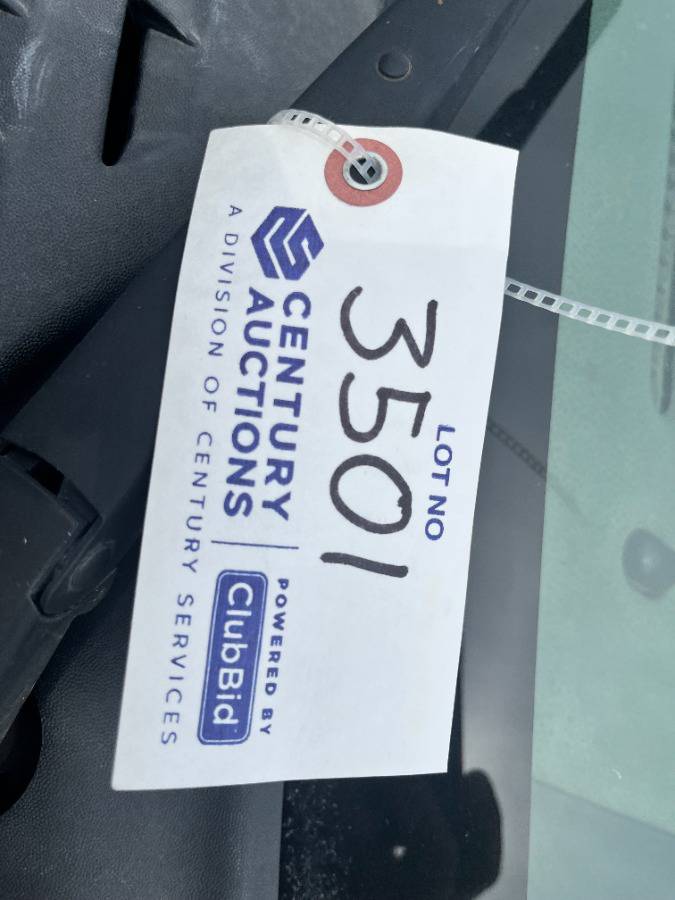 LOT NO
3501
CENTURY
AUCTIONS
POWERED BY
ClubBid
A DIVISION OF CENTURY SERVICES